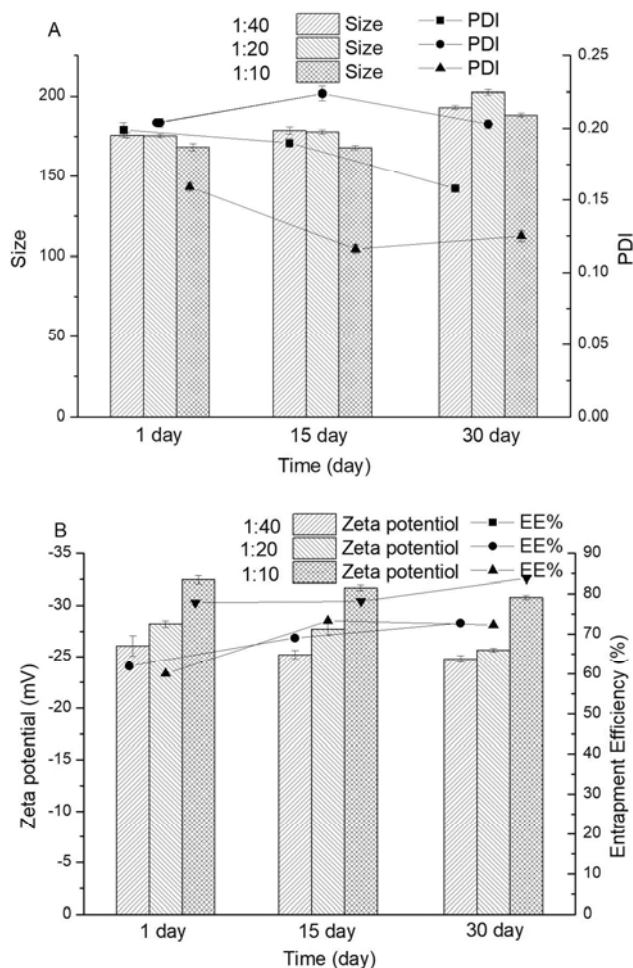 A
1:40 Size PDI
1:20 Size PDI
1:10 Size PDI
0.25
200
0.20
150
0.15
100
0.10
50
0.05
0
0.00
Size
PDI
1 day 15 day 30 day
Time (day)
B
1:40 Zeta potentiol EE%
1:20 Zeta potentiol EE%
1:10 Zeta potentiol EE%
-35 90
80
-30
70
-25
60
-20
50
-15
40
30
-10
20
-5
10
0 0
Zeta potential (mV)
Entrapment Efficiency (%)
1 day 15 day 30 day
Time (day)